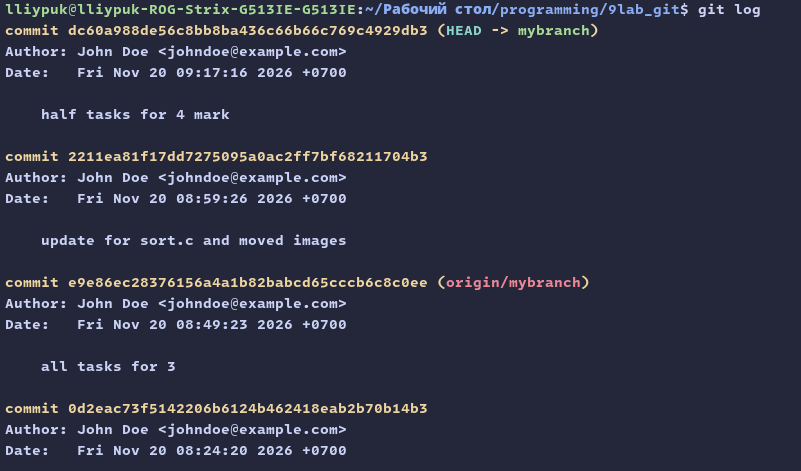 lliypuk@lliypuk-ROG-Strix-G513IE-G513IE:~/Рабочий стол/programming/9lab_git$ git log
commit dc60a988de56c8bb8ba436c66b66c769c4929db3 (HEAD -> mybranch)
Author: John Doe <johndoe@example.com>
Date:   Fri Nov 20 09:17:16 2026 +0700
    half tasks for 4 mark
commit 2211ea81f17dd7275095a0ac2ff7bf68211704b3
Author: John Doe <johndoe@example.com>
Date:   Fri Nov 20 08:59:26 2026 +0700
    update for sort.c and moved images
commit e9e86ec28376156a4a1b82babcd65cccb6c8c0ee (origin/mybranch)
Author: John Doe <johndoe@example.com>
Date:   Fri Nov 20 08:49:23 2026 +0700
    all tasks for 3
commit 0d2eac73f5142206b6124b462418eab2b70b14b3
Author: John Doe <johndoe@example.com>
Date:   Fri Nov 20 08:24:20 2026 +0700